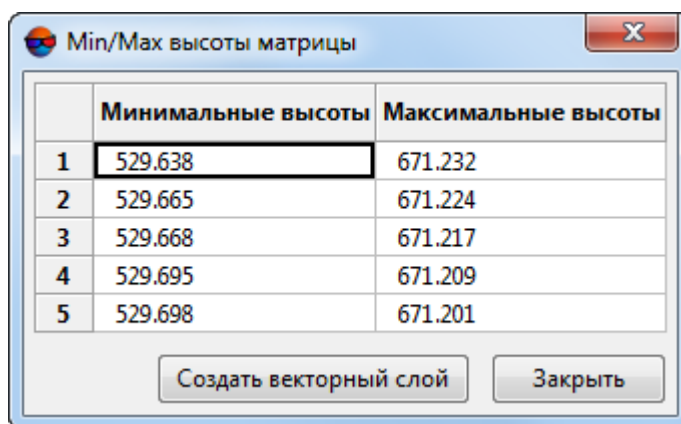 Min/Max высоты матрицы
Минимальные высоты Максимальные высоты
1 529.638 671.232
2 529.665 671.224
3 529.668 671.217
4 529.695 671.209
5 529.698 671.201
Создать векторный слой Закрыть